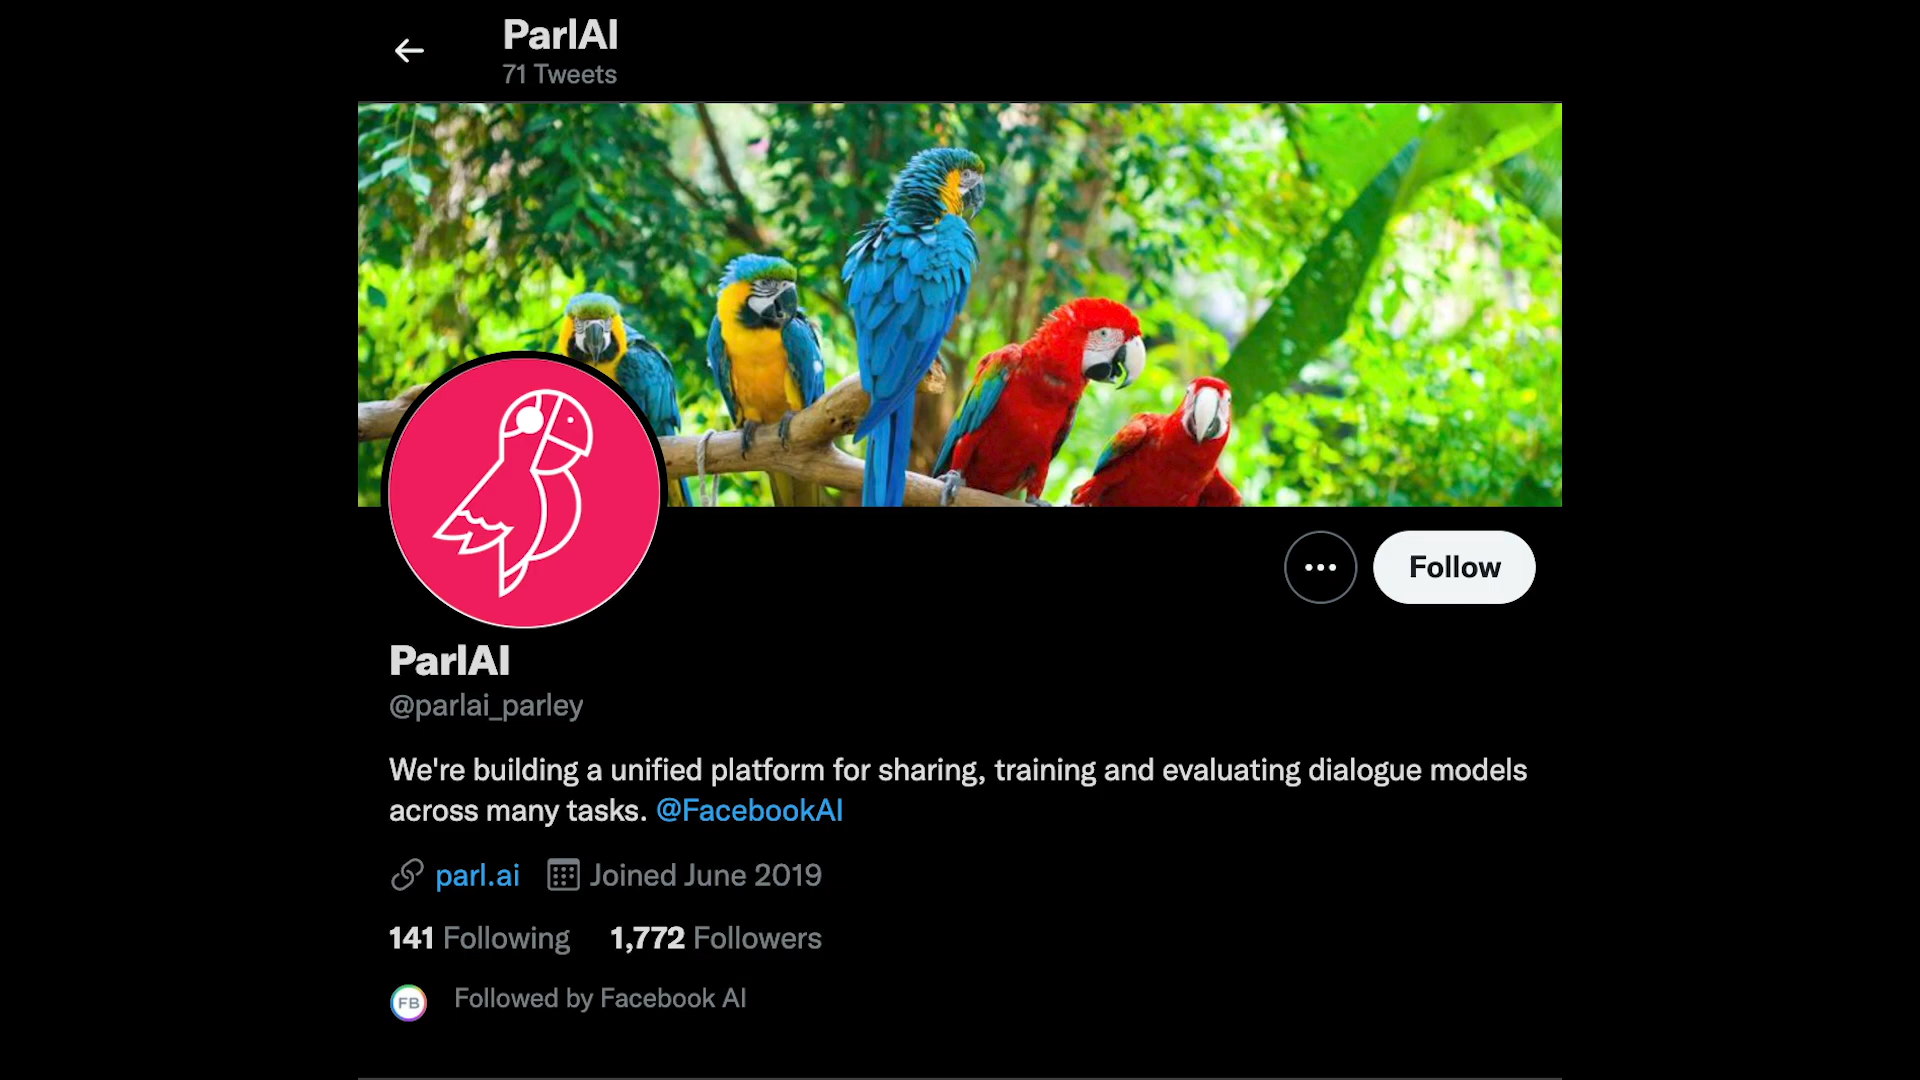 ParlAI
71 Tweets
Follow
ParlAI
@parlai_parley
We're building a unified platform for sharing, training and evaluating dialogue models
across many tasks. @FacebookAI
parl.ai Joined June 2019
141 Following 1,772 Followers
FB Followed by Facebook AI